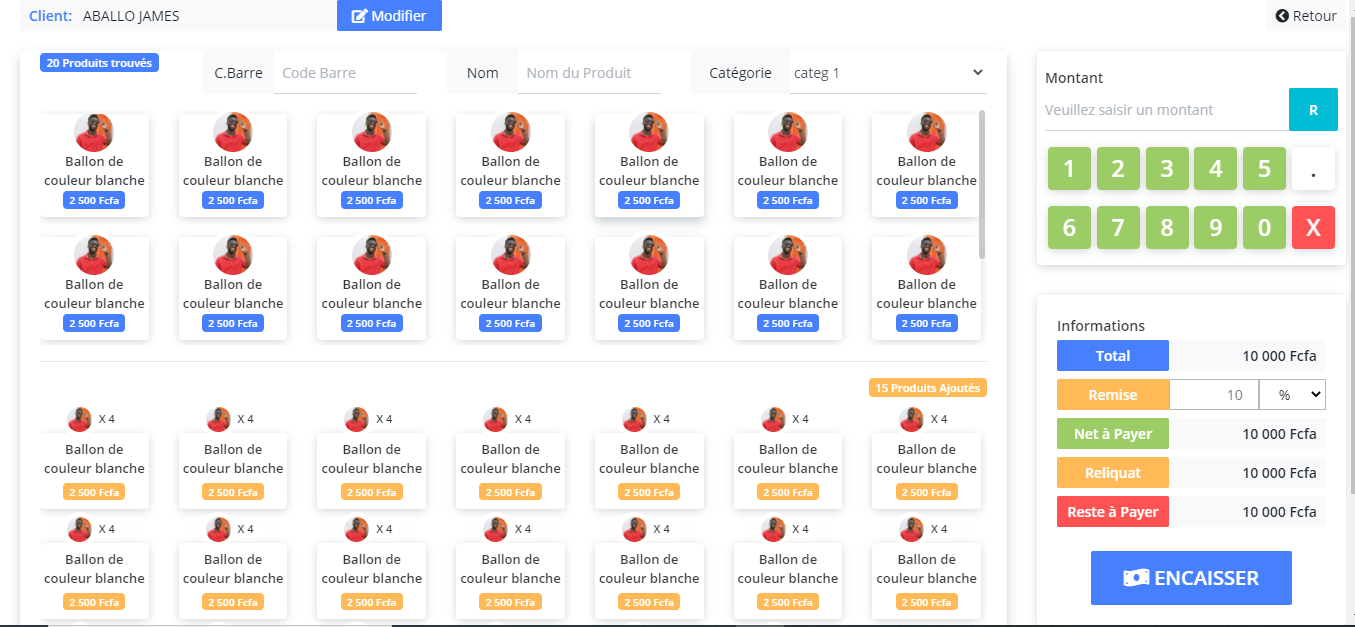 Client: ABALLO JAMES Modifier Retour
20 Produits trouvés
C.Barre Code Barre Nom Nom du Produit Catégorie categ 1
Ballon de Ballon de Ballon de Ballon de Ballon de Ballon de Ballon de
couleur blanche couleur blanche couleur blanche couleur blanche couleur blanche couleur blanche couleur blanche
2 500 Fcfa 2 500 Fcfa 2 500 Fcfa 2 500 Fcfa 2 500 Fcfa 2 500 Fcfa 2 500 Fcfa
Ballon de Ballon de Ballon de Ballon de Ballon de Ballon de Ballon de
couleur blanche couleur blanche couleur blanche couleur blanche couleur blanche couleur blanche couleur blanche
2 500 Fcfa 2 500 Fcfa 2 500 Fcfa 2 500 Fcfa 2 500 Fcfa 2 500 Fcfa 2 500 Fcfa
15 Produits Ajoutés
X 4 X 4 X 4 X 4 X 4 X 4 X 4
Ballon de Ballon de Ballon de Ballon de Ballon de Ballon de Ballon de
couleur blanche couleur blanche couleur blanche couleur blanche couleur blanche couleur blanche couleur blanche
2 500 Fcfa 2 500 Fcfa 2 500 Fcfa 2 500 Fcfa 2 500 Fcfa 2 500 Fcfa 2 500 Fcfa
X 4 X 4 X 4 X 4 X 4 X 4 X 4
Ballon de Ballon de Ballon de Ballon de Ballon de Ballon de Ballon de
couleur blanche couleur blanche couleur blanche couleur blanche couleur blanche couleur blanche couleur blanche
2 500 Fcfa 2 500 Fcfa 2 500 Fcfa 2 500 Fcfa 2 500 Fcfa 2 500 Fcfa 2 500 Fcfa
Montant
Veuillez saisir un montant R
1 2 3 4 5 .
6 7 8 9 0 X
Informations
Total 10 000 Fcfa
Remise 10 %
Net à Payer 10 000 Fcfa
Reliquat 10 000 Fcfa
Reste à Payer 10 000 Fcfa
ENCAISSER